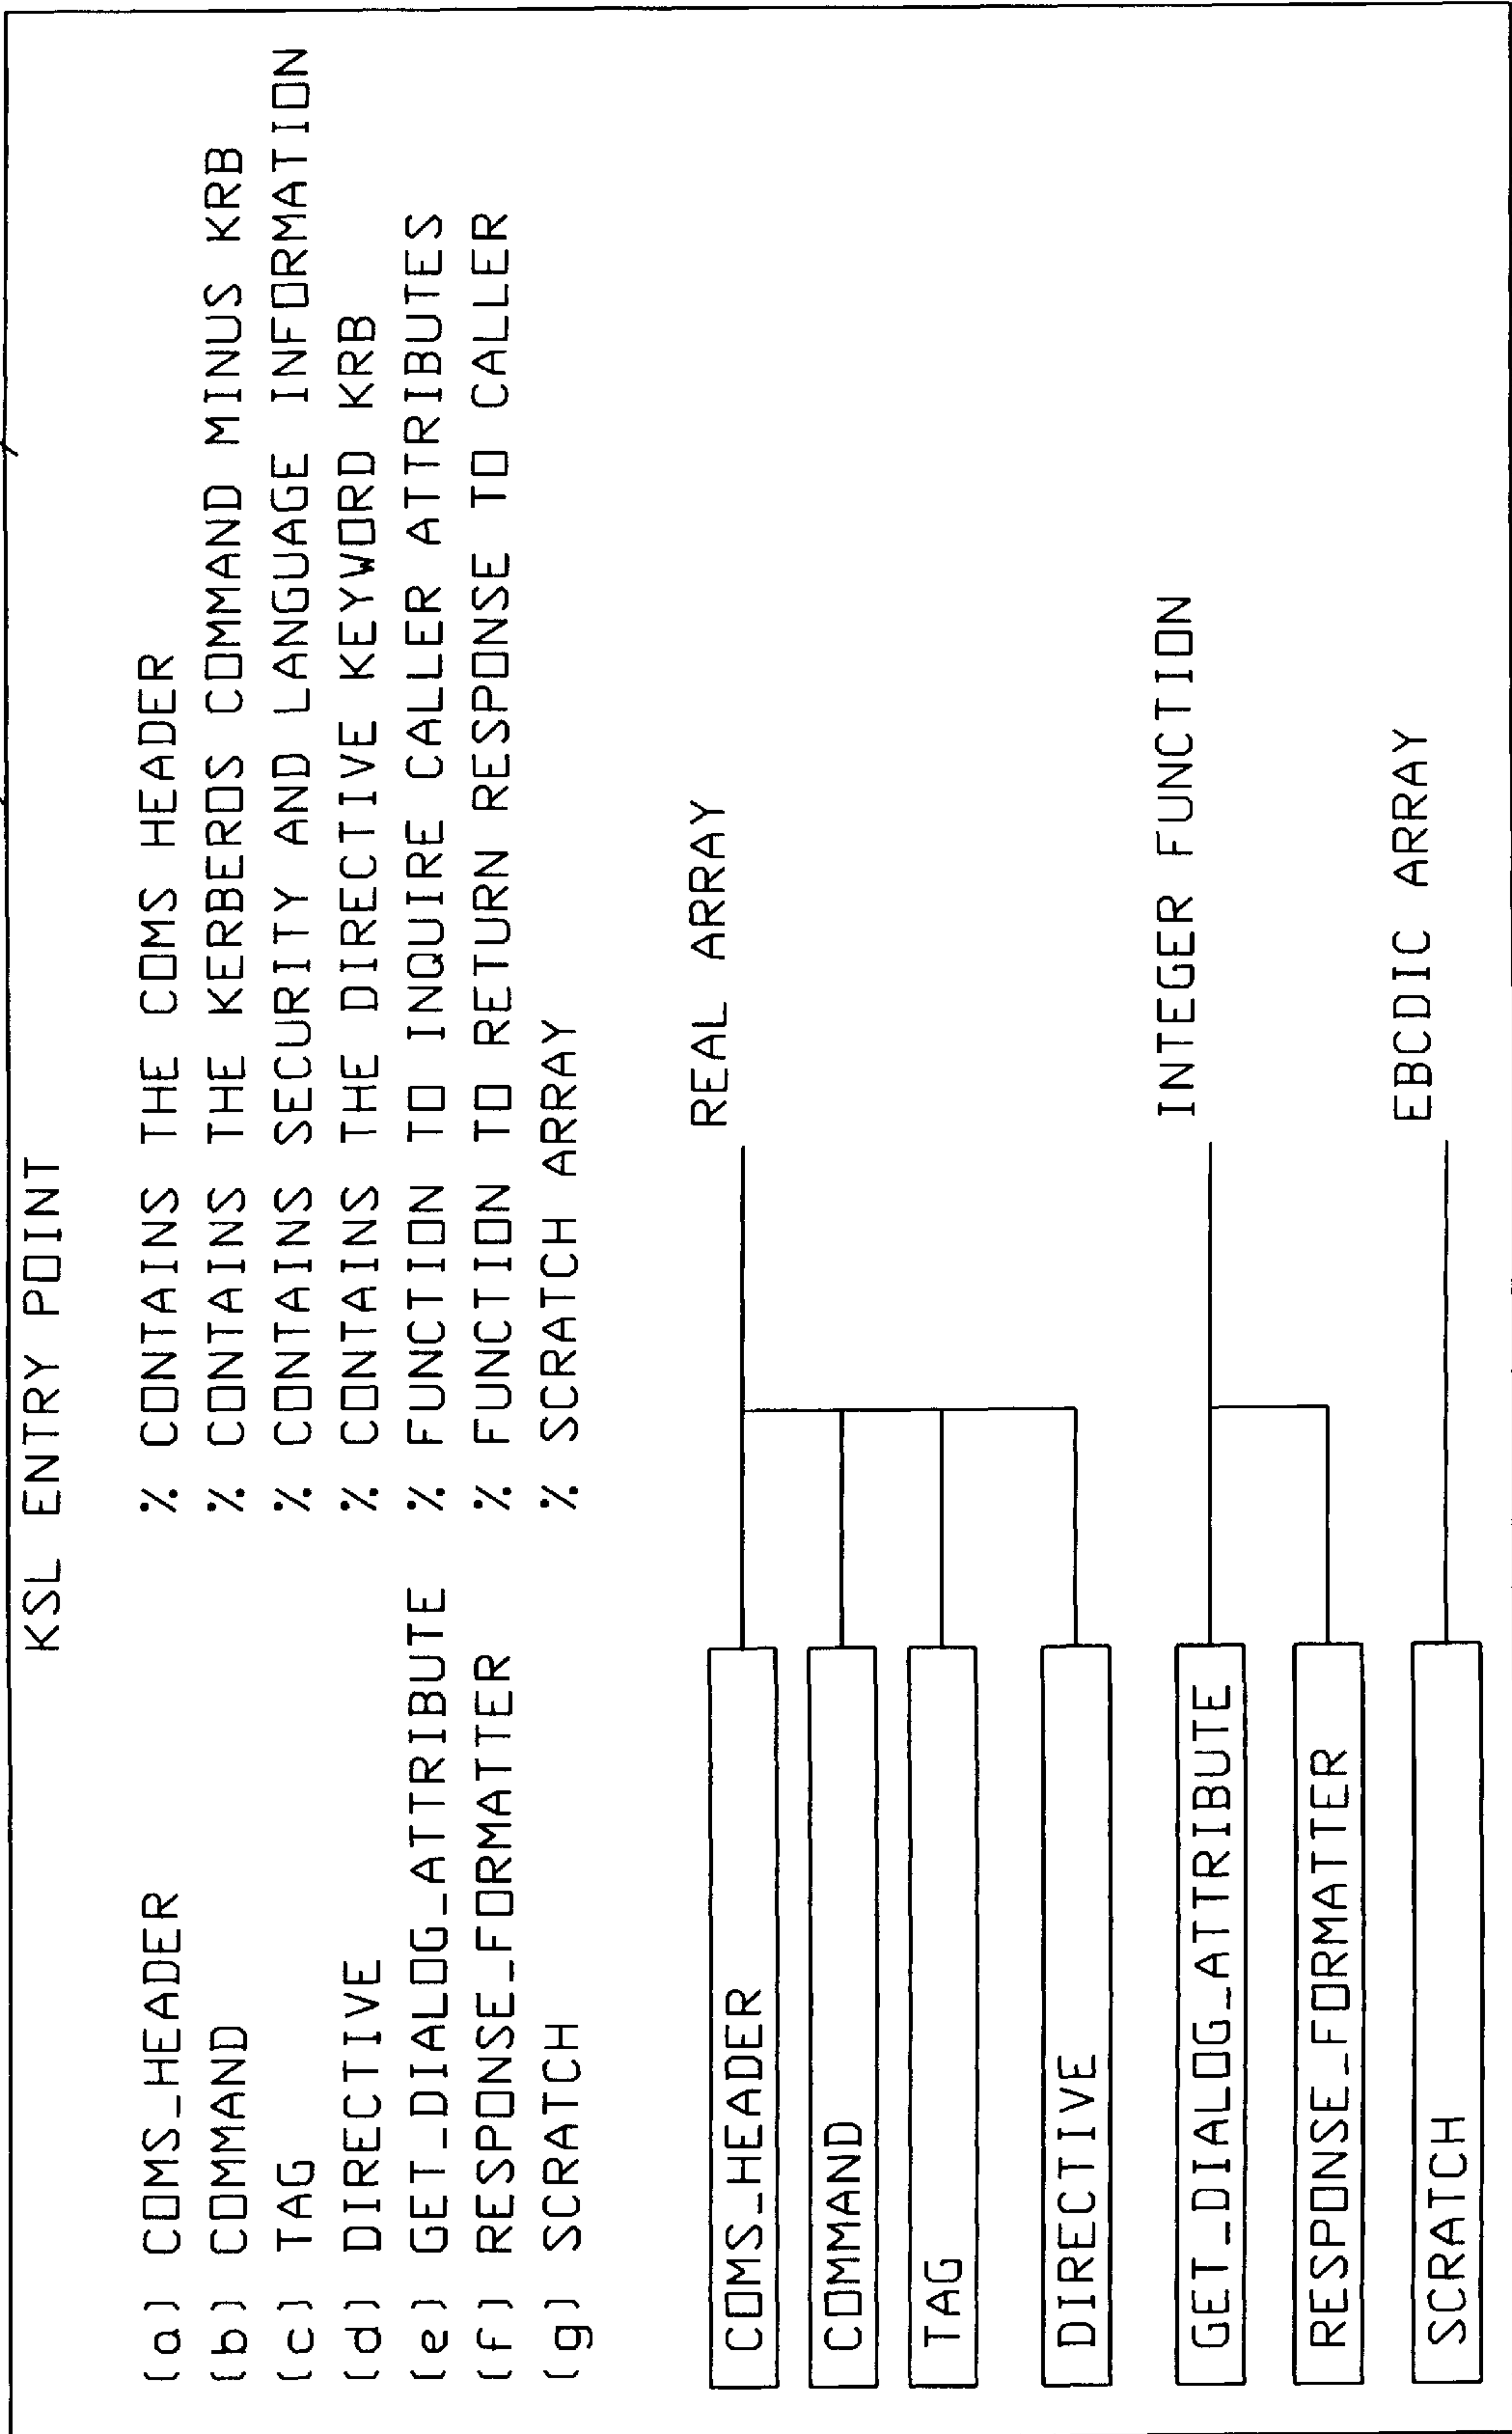 KSL ENTRY POINT
(a) COMS_HEADER % CONTAINS THE COMS HEADER
(b) COMMAND % CONTAINS THE KERBEROS COMMAND MINUS KRB
(c) TAG % CONTAINS SECURITY AND LANGUAGE INFORMATION
(d) DIRECTIVE % CONTAINS THE DIRECTIVE KEYWORD KRB
(e) GET_DIALOG_ATTRIBUTE % FUNCTION TO INQUIRE CALLER ATTRIBUTES
(f) RESPONSE_FORMATTER % FUNCTION TO RETURN RESPONSE TO CALLER
(g) SCRATCH % SCRATCH ARRAY
COMS_HEADER REAL ARRAY
COMMAND
TAG
DIRECTIVE
GET_DIALOG_ATTRIBUTE INTEGER FUNCTION
RESPONSE_FORMATTER
SCRATCH EBCDIC ARRAY